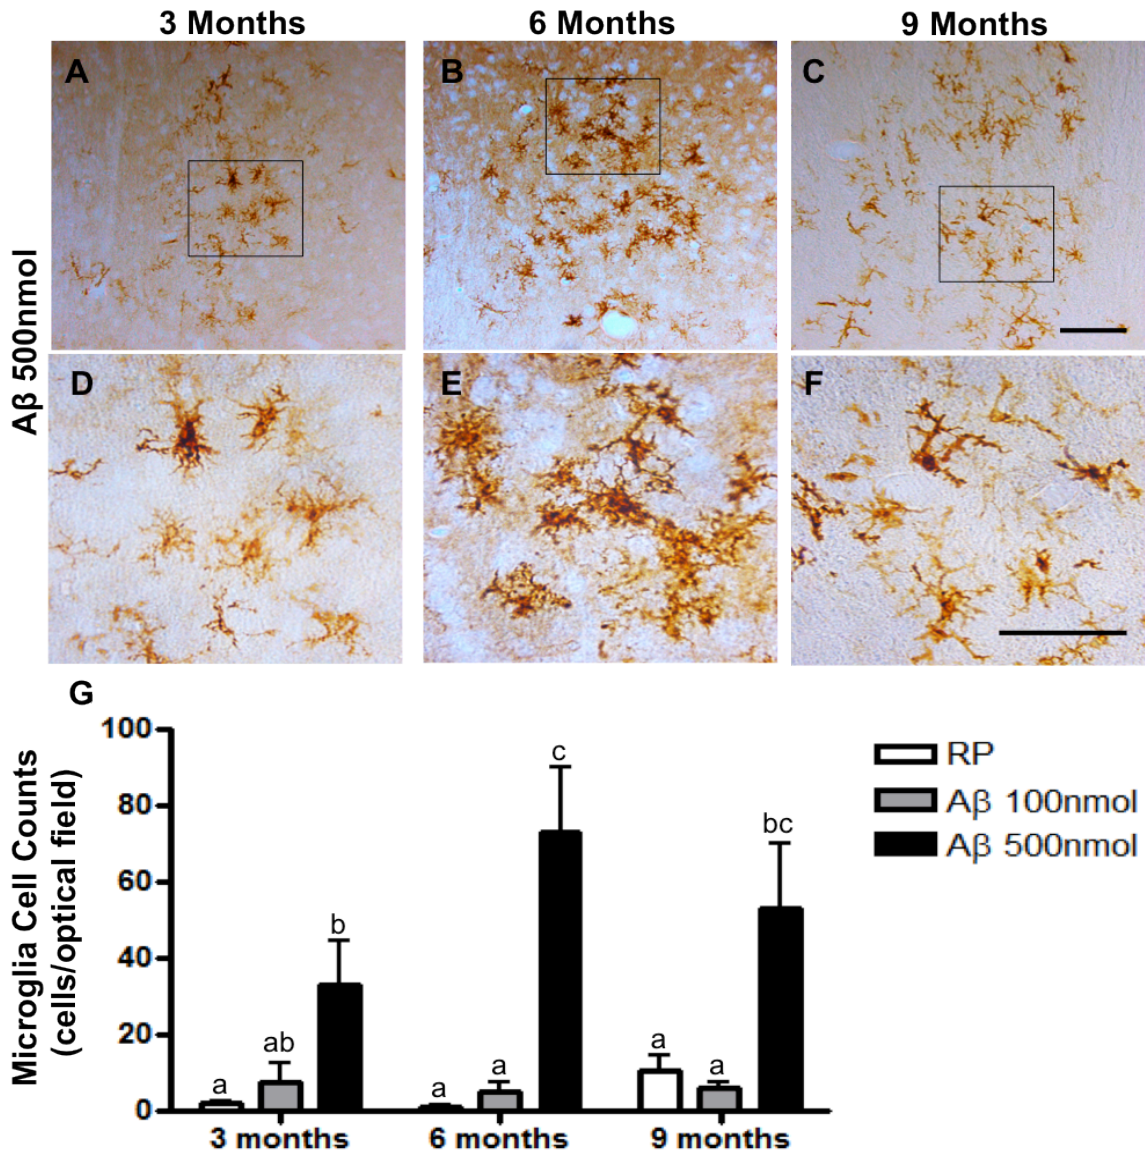 3 Months
6 Months
9 Months
A
B
C
Aβ 500nmol
D
E
F
G
Microglia Cell Counts
(cells/optical field)
100
80
60
40
20
0
a
ab
b
a
a
c
a
a
bc
3 months
6 months
9 months
RP
Aβ 100nmol
Aβ 500nmol